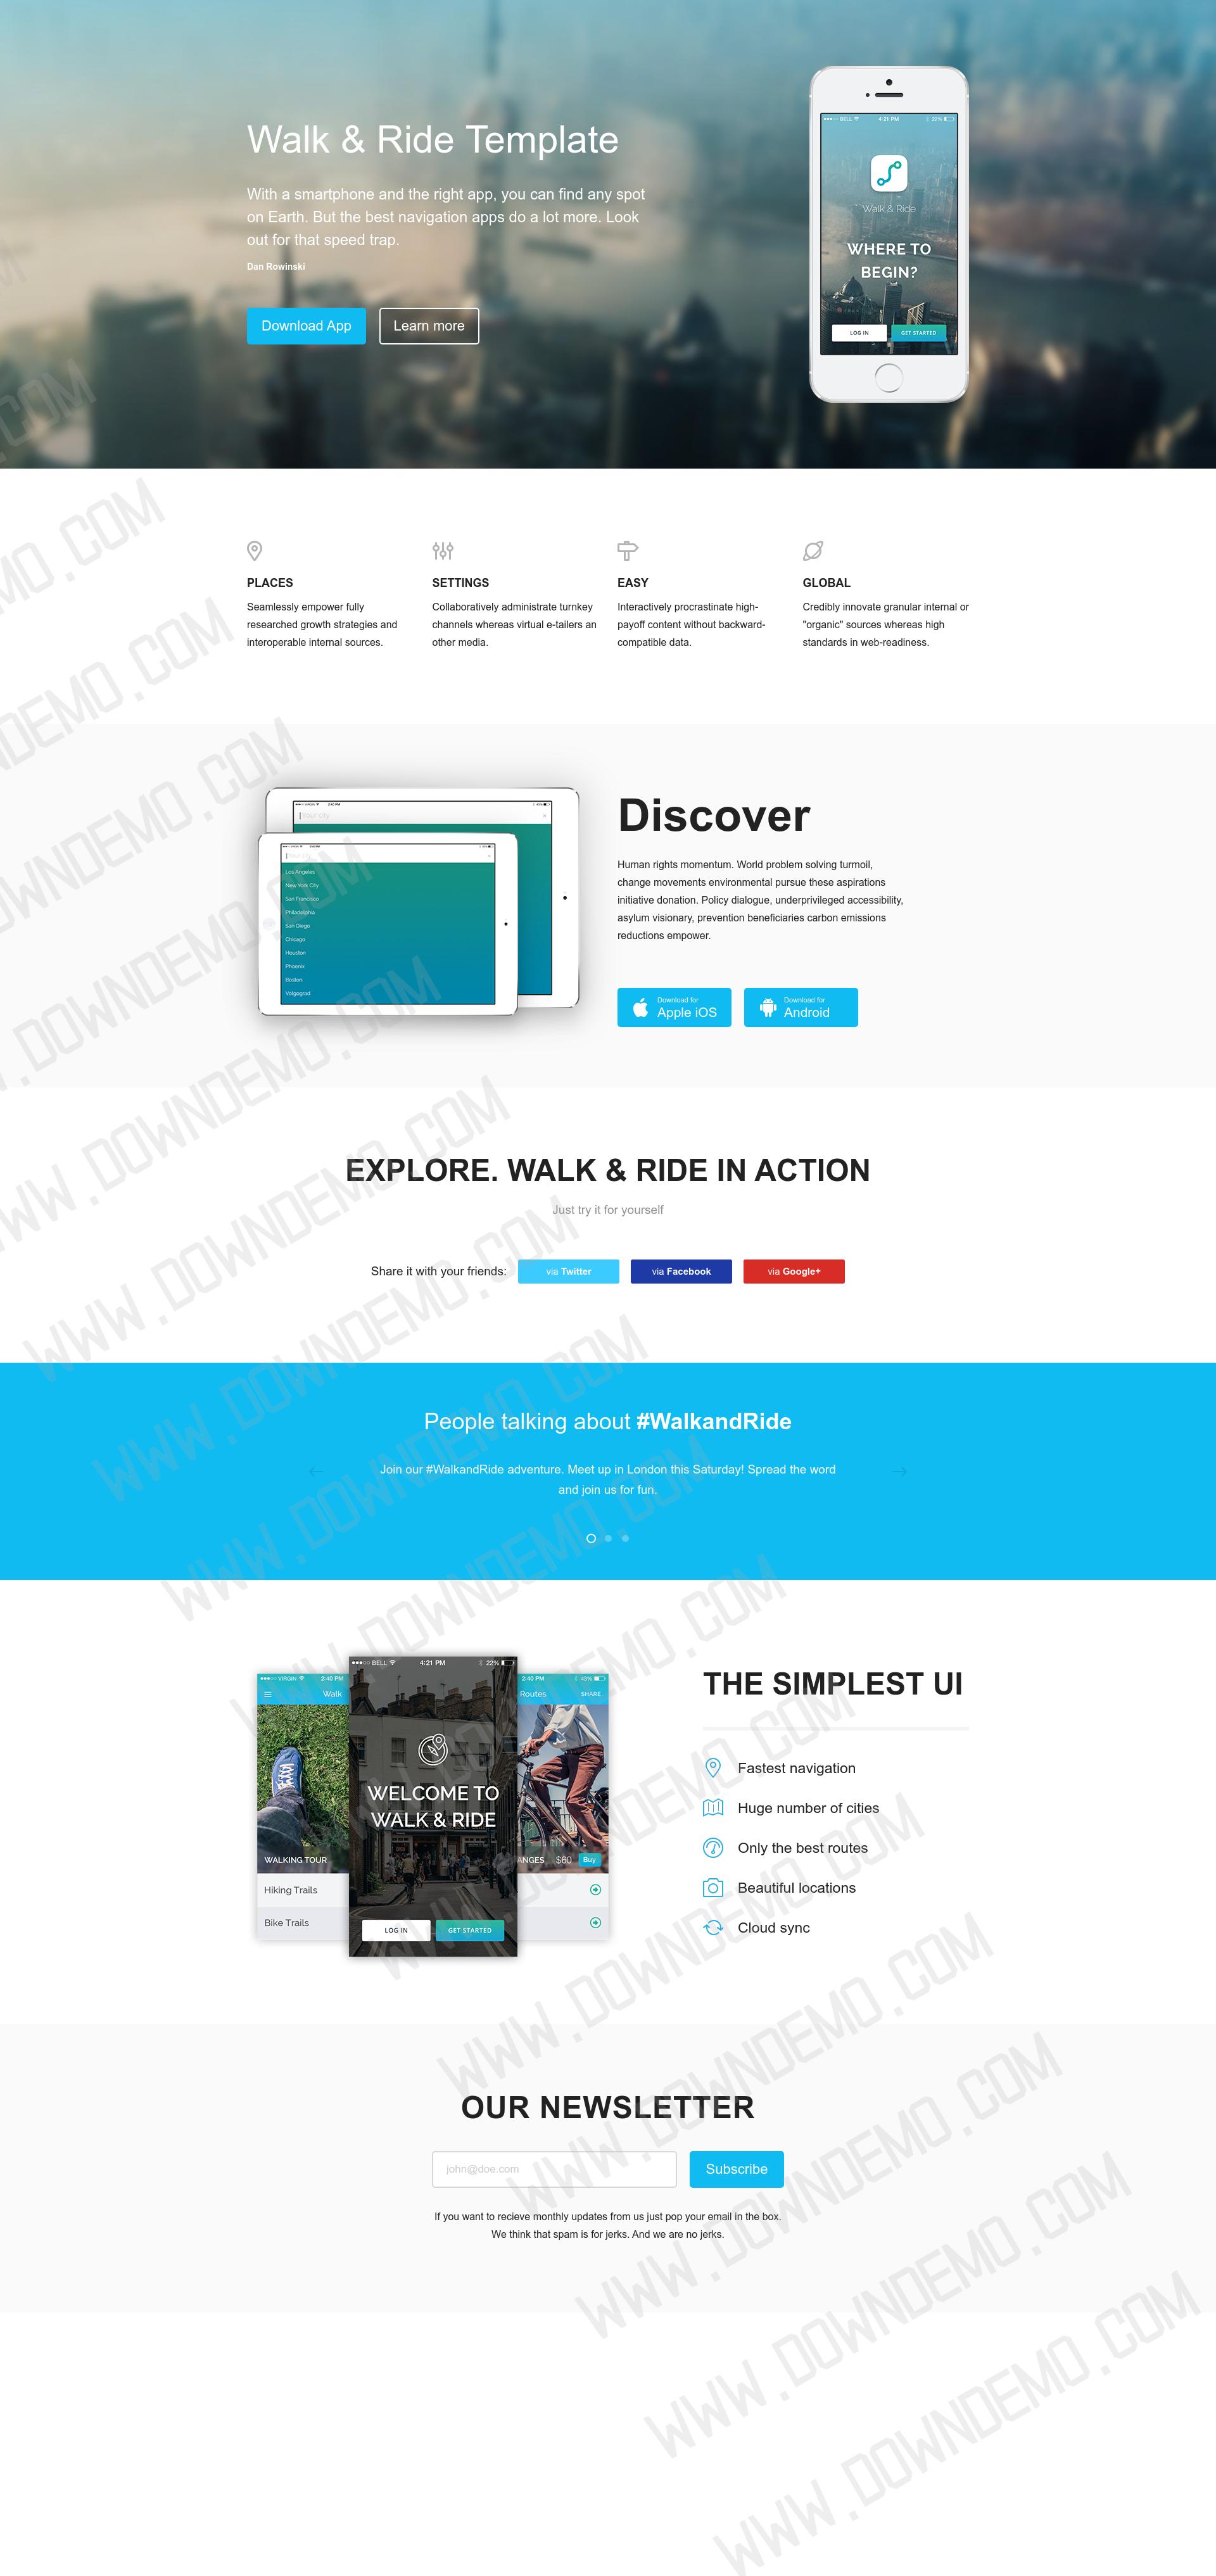 Walk & Ride Template
With a smartphone and the right app, you can find any spot
on Earth. But the best navigation apps do a lot more. Look
out for that speed trap.
Dan Rowinski
Download App
Learn more
BELL
4:21 PM
22%
Walk & Ride
WHERE TO
BEGIN?
LOG IN
GET STARTED
PLACES
Seamlessly empower fully
researched growth strategies and
interoperable internal sources.
SETTINGS
Collaboratively administrate turnkey
channels whereas virtual e-tailers an
other media.
EASY
Interactively procrastinate high-
payoff content without backward-
compatible data.
GLOBAL
Credibly innovate granular internal or
"organic" sources whereas high
standards in web-readiness.
Your city
Los Angeles
New York City
San Francisco
Philadelphia
San Diego
Chicago
Houston
Phoenix
Boston
Volgograd
Discover
Human rights momentum. World problem solving turmoil,
change movements environmental pursue these aspirations
initiative donation. Policy dialogue, underprivileged accessibility,
asylum visionary, prevention beneficiaries carbon emissions
reductions empower.
Download for
Apple iOS
Download for
Android
EXPLORE. WALK & RIDE IN ACTION
Just try it for yourself
Share it with your friends:
via Twitter
via Facebook
via Google+
People talking about #WalkandRide
Join our #WalkandRide adventure. Meet up in London this Saturday! Spread the word
and join us for fun.
VIRGIN 2:40 PM
Walk
WALKING TOUR
Hiking Trails
Bike Trails
BELL 4:21 PM 22%
WELCOME TO
WALK & RIDE
LOG IN
GET STARTED
2:40 PM
Routes SHARE
ANGES $60 Buy
THE SIMPLEST UI
Fastest navigation
Huge number of cities
Only the best routes
Beautiful locations
Cloud sync
OUR NEWSLETTER
john@doe.com
Subscribe
If you want to recieve monthly updates from us just pop your email in the box.
We think that spam is for jerks. And we are no jerks.
WWW.DOWNDEMO.COM